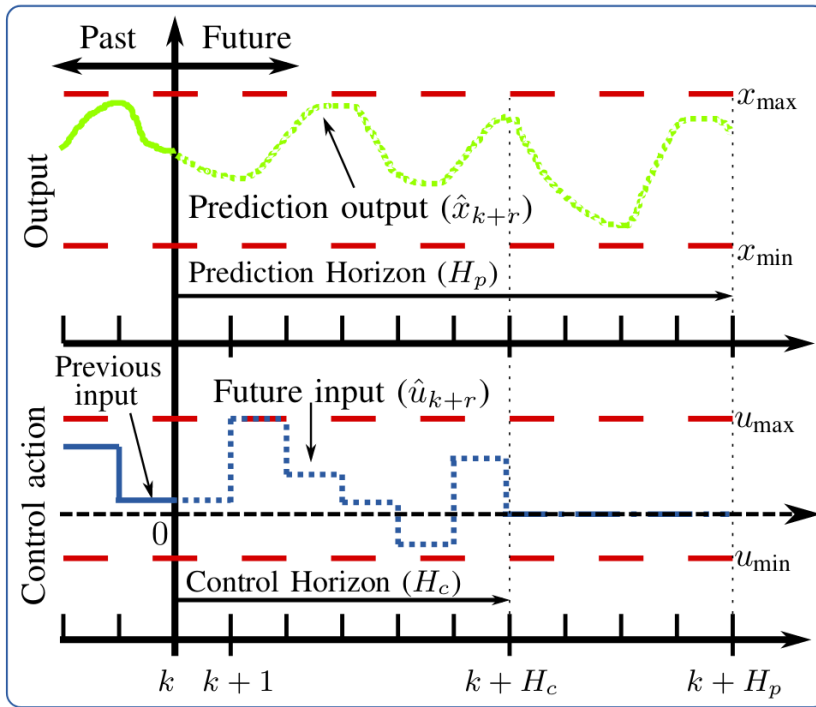 Past
Future
x_max
Output
Prediction output (x̂_{k+r})
x_min
Prediction Horizon (H_p)
Previous
input
Future input (û_{k+r})
u_max
Control action
0
u_min
Control Horizon (H_c)
k
k + 1
k + H_c
k + H_p